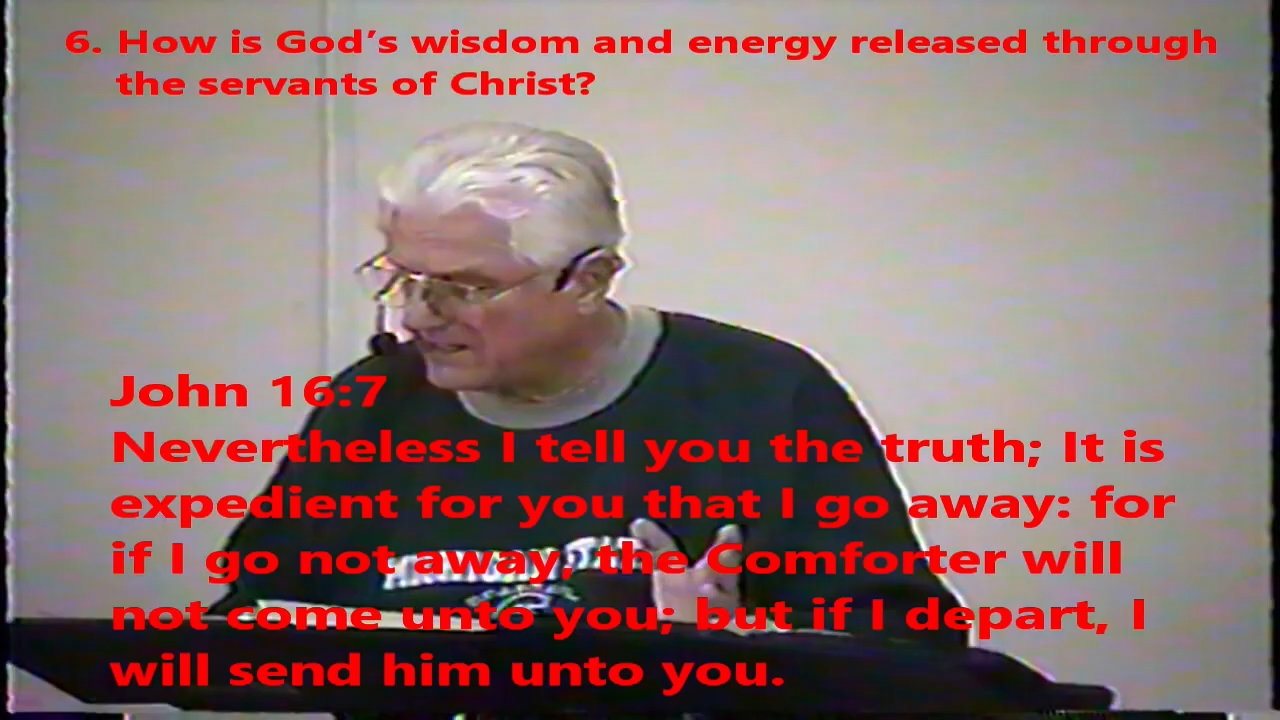 6. How is God’s wisdom and energy released through
the servants of Christ?
John 16:7
Nevertheless I tell you the truth; It is
expedient for you that I go away: for
if I go not away, the Comforter will
not come unto you; but if I depart, I
will send him unto you.